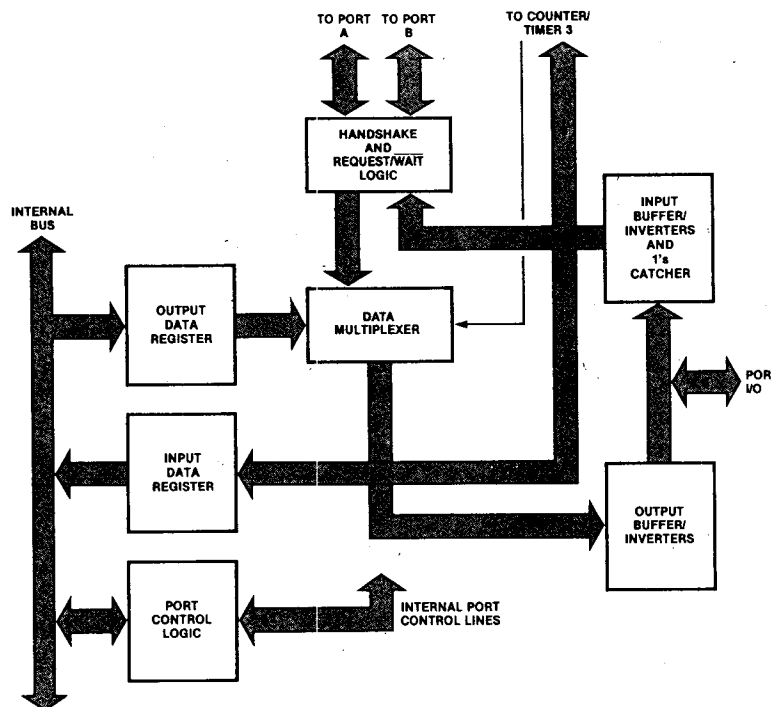 TO PORT
A
TO PORT
B
TO COUNTER/
TIMER 3
HANDSHAKE
AND
REQUEST/WAIT
LOGIC
INPUT
BUFFER/
INVERTERS
AND
1's
CATCHER
INTERNAL
BUS
OUTPUT
DATA
REGISTER
DATA
MULTIPLEXER
POR
I/O
INPUT
DATA
REGISTER
OUTPUT
BUFFER/
INVERTERS
PORT
CONTROL
LOGIC
INTERNAL PORT
CONTROL LINES